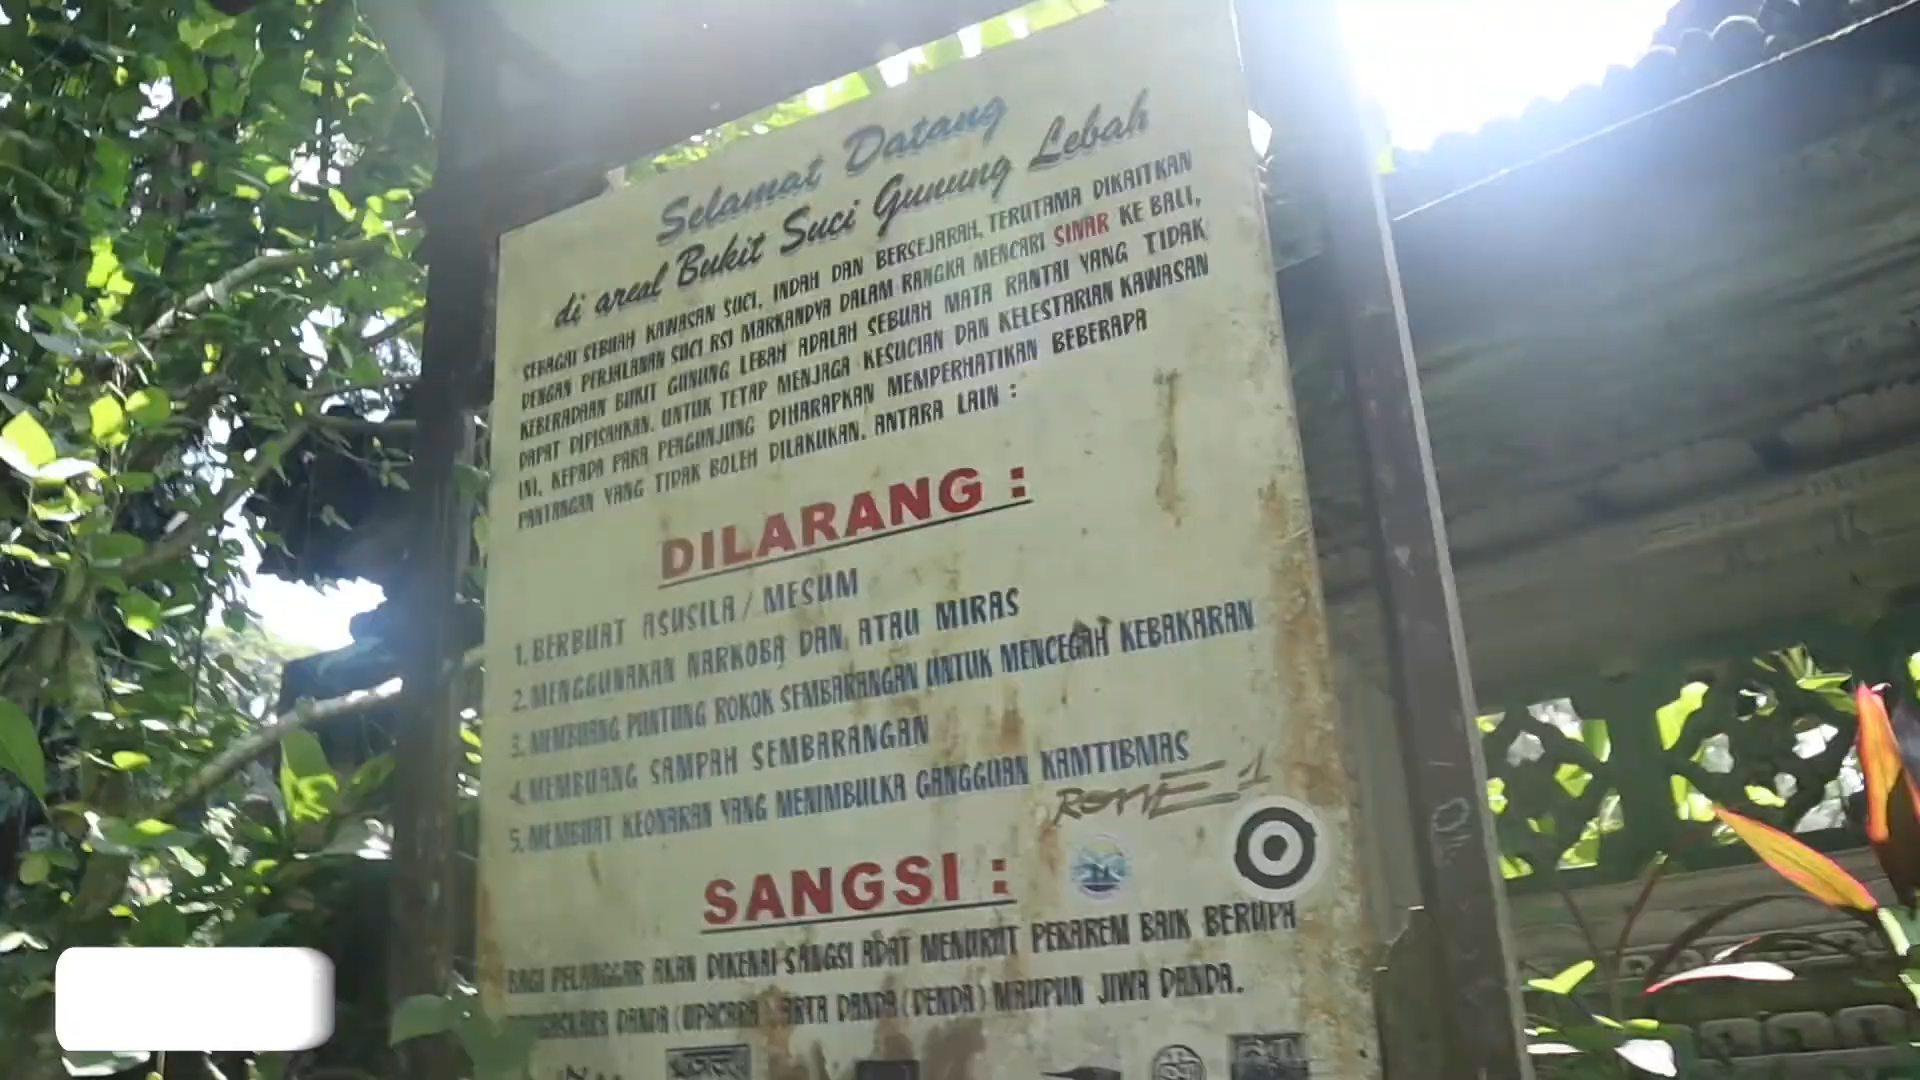 Selamat Datang
di areal Bukit Suci Gunung Lebah
SEBAGAI SEBUAH KAWASAN SUCI, INDAH DAN BERSEJARAH, TERUTAMA DIKAITKAN
DENGAN PERJALANAN SUCI RSI MARKANDYA DALAM RANGKA MENCARI SINAR KE BALI,
KEBERADAAN BUKIT GUNUNG LEBAH ADALAH SEBUAH MATA RANTAI YANG TIDAK
DAPAT DIPISAHKAN. UNTUK TETAP MENJAGA KESUCIAN DAN KELESTARIAN KAWASAN
INI, KEPADA PARA PENGUNJUNG DIHARAPKAN MEMPERHATIKAN BEBERAPA
PANTANGAN YANG TIDAK BOLEH DILAKUKAN, ANTARA LAIN :
DILARANG :
1. BERBUAT ASUSILA / MESUM
2. MENGGUNAKAN NARKOBA DAN, ATAU MIRAS
3. MEMBUANG PUNTUNG ROKOK SEMBARANGAN UNTUK MENCEGAH KEBAKARAN
4. MEMBUANG SAMPAH SEMBARANGAN
5. MEMBUAT KEONARAN YANG MENIMBULKA GANGGUAN KAMTIBMAS
SANGSI :
BAGI PELANGGAR AKAN DIKENAI SANGSI ADAT MENURUT PERAREM BAIK BERUPA
DANDA (UPACARA) ARTA DANDA (DENDA) MAUPUN JIWA DANDA.